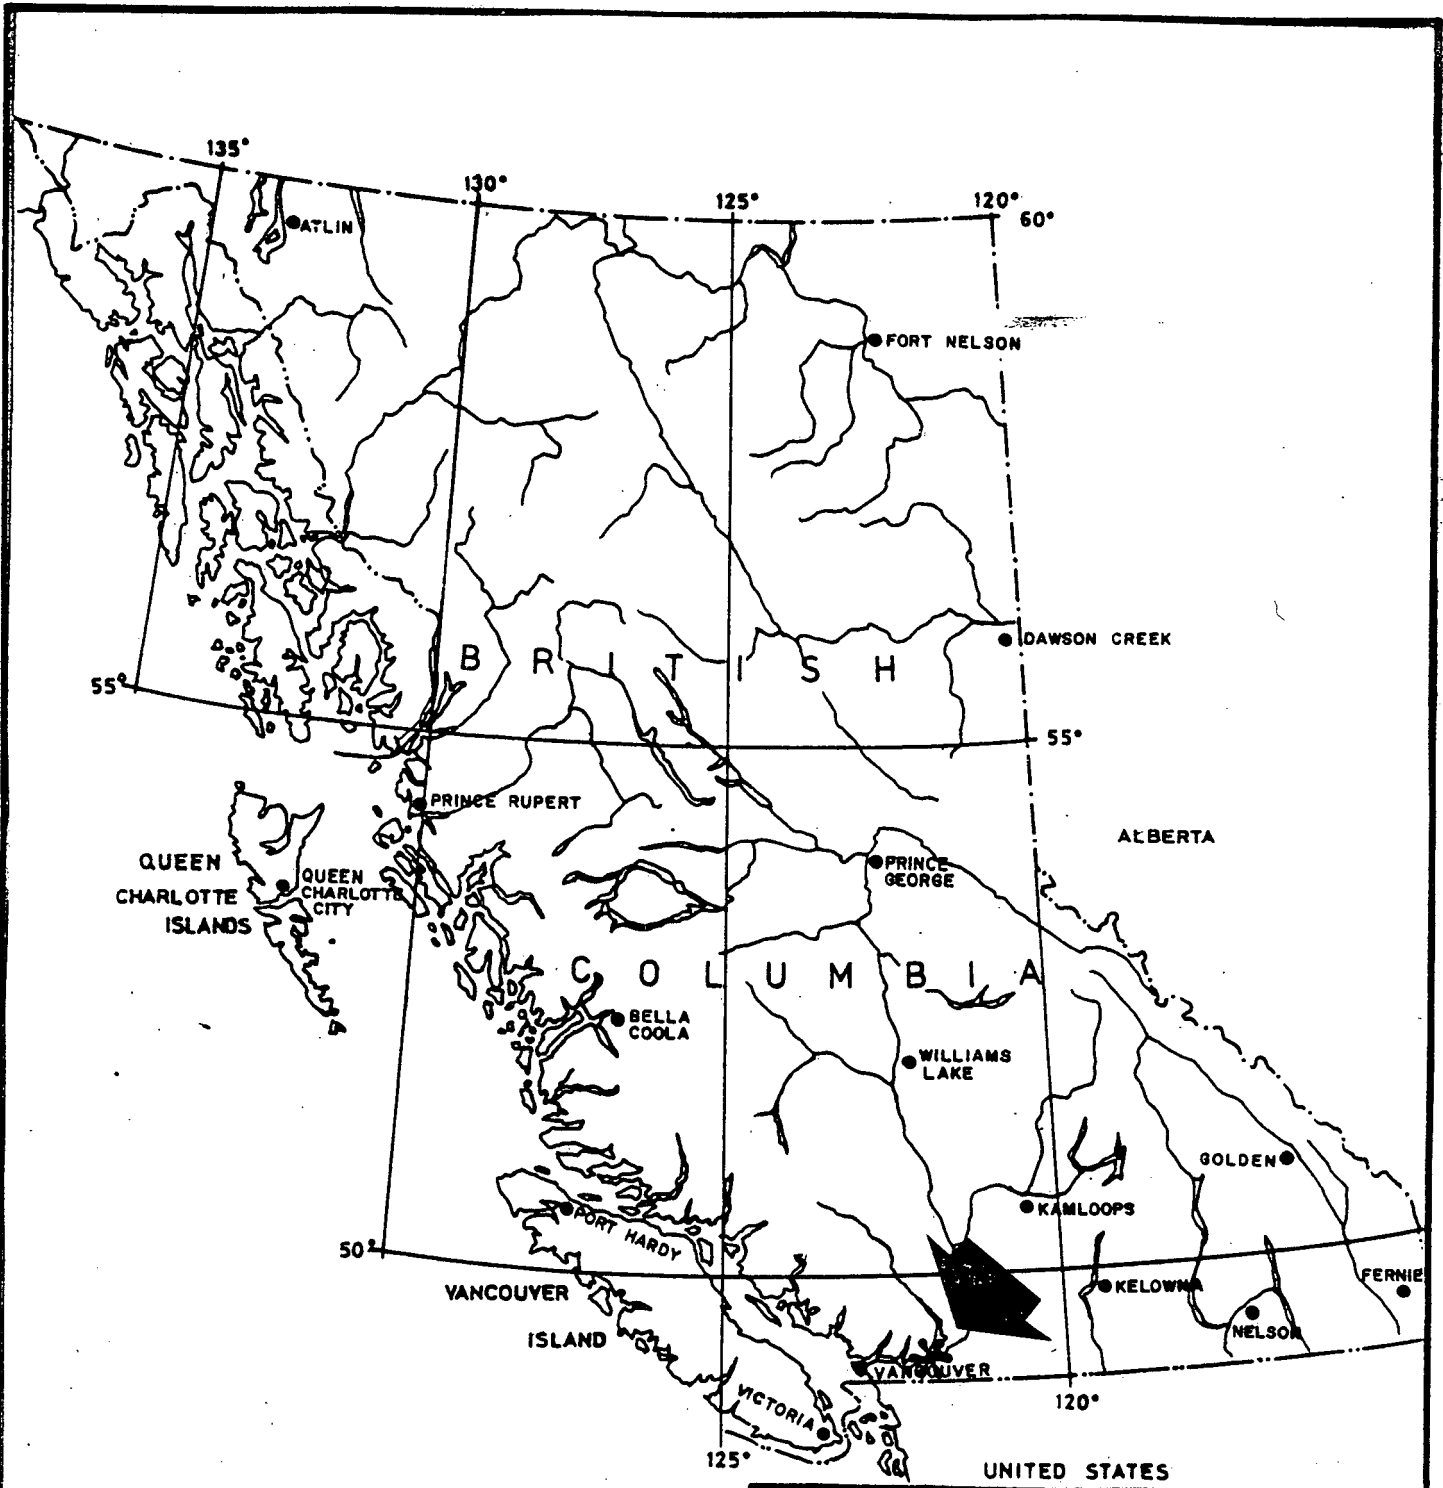 135°
130°
125°
120°
60°
ATLIN
FORT NELSON
DAWSON CREEK
BRITISH
55°
55°
PRINCE RUPERT
ALBERTA
QUEEN
CHARLOTTE
ISLANDS
QUEEN
CHARLOTTE
CITY
PRINCE
GEORGE
COLUMBIA
BELLA
COOLA
WILLIAMS
LAKE
GOLDEN
KAMLOOPS
PORT HARDY
50°
VANCOUVER
ISLAND
KELOWNA
FERNIE
NELSON
VANCOUVER
120°
VICTORIA
125°
UNITED STATES